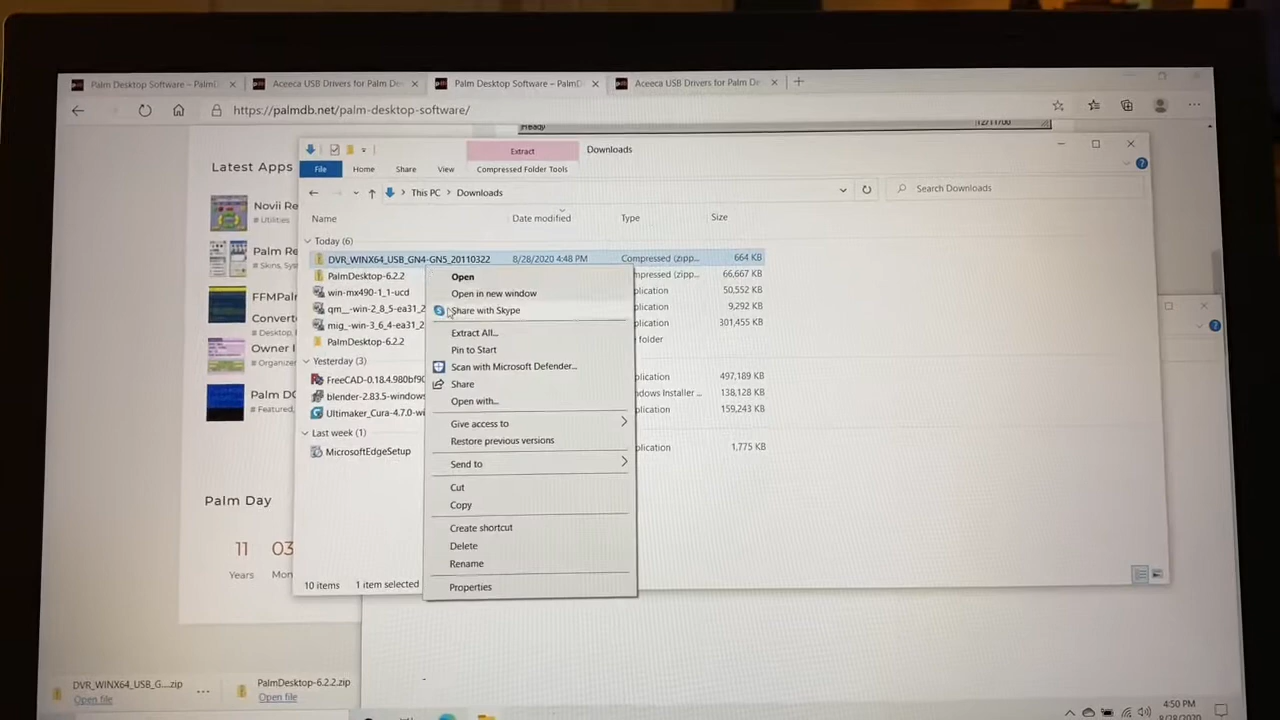 Palm Desktop Software – PalmD
Aceeca USB Drivers for Palm De
Palm Desktop Software – PalmD
Aceeca USB Drivers for Palm De
https://palmdb.net/palm-desktop-software/
Ready
12/11/00
Latest Apps
Novii Re
# Utilities
Palm Re
# Skins, Sys
FFMPal
Converte
# Desktop,
Owner I
# Organize
Palm DO
# Featured,
Palm Day
11
03
Years
Mon
Extract
Downloads
File
Home
Share
View
Compressed Folder Tools
This PC
Downloads
Search Downloads
Name
Date modified
Type
Size
Today (6)
DVR_WINX64_USB_GN4-GN5_20110322
8/28/2020 4:48 PM
Compressed (zipp...
664 KB
PalmDesktop-6.2.2
mpressed (zipp...
66,667 KB
win-mx490-1_1-ucd
plication
50,552 KB
qm__-win-2_8_5-ea31_2
plication
9,292 KB
mig_-win-3_6_4-ea31_2
plication
301,455 KB
PalmDesktop-6.2.2
folder
Yesterday (3)
FreeCAD-0.18.4.980bf90
plication
497,189 KB
blender-2.83.5-windows
ndows Installer ...
138,128 KB
Ultimaker_Cura-4.7.0-wi
plication
159,243 KB
Last week (1)
MicrosoftEdgeSetup
plication
1,775 KB
Open
Open in new window
Share with Skype
Extract All...
Pin to Start
Scan with Microsoft Defender...
Share
Open with...
Give access to
Restore previous versions
Send to
Cut
Copy
Create shortcut
Delete
Rename
Properties
10 items
1 item selected
DVR_WINX64_USB_G....zip
Open file
PalmDesktop-6.2.2.zip
Open file
4:50 PM
8/28/2020